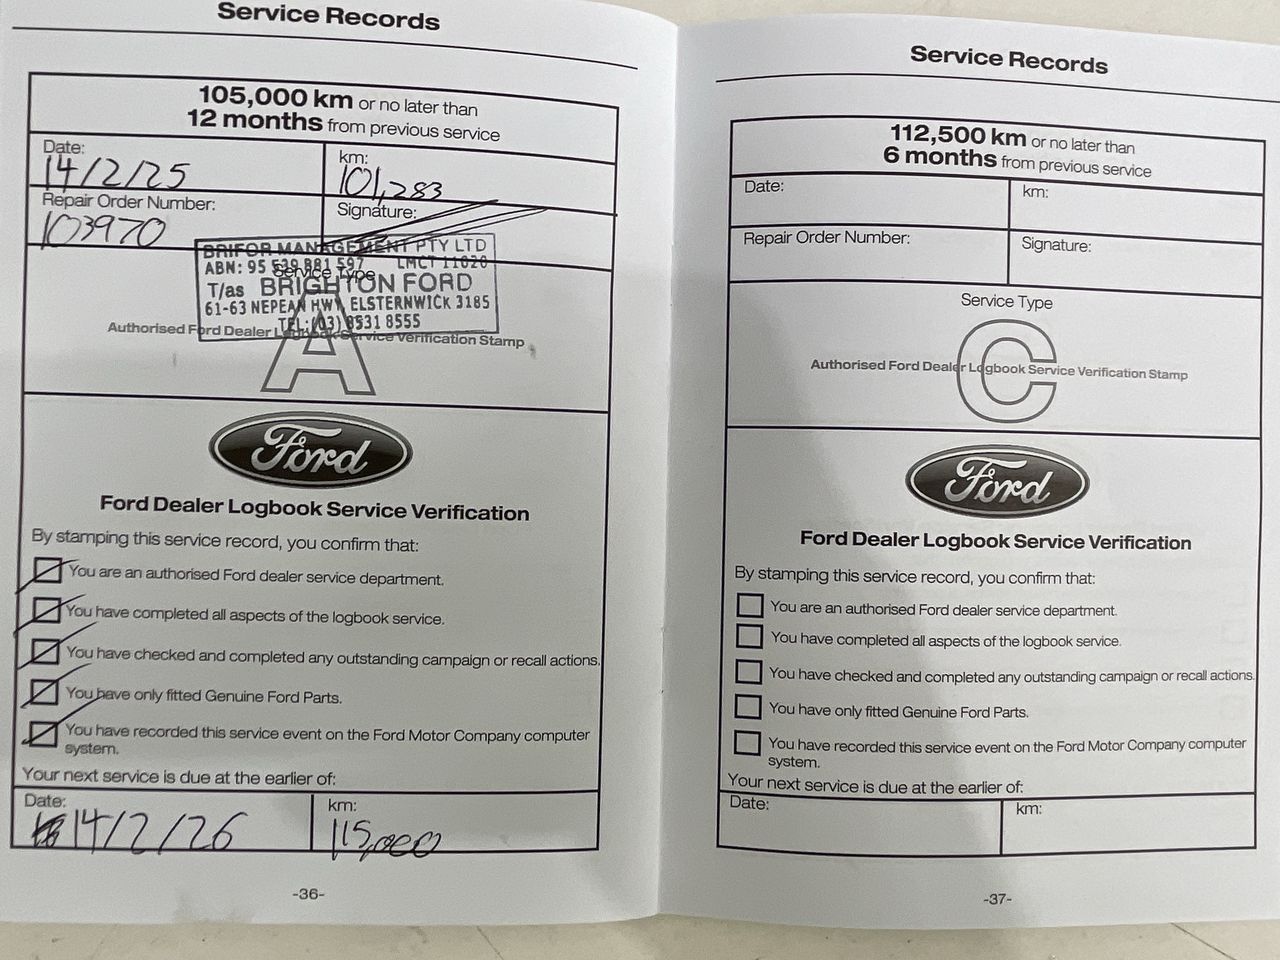 Service Records
105,000 km or no later than
12 months from previous service
Date:
14/2/25
km:
101,283
Repair Order Number:
103970
Signature:
BRIFOR MANAGEMENT PTY LTD
ABN: 95 539 881 597 LMCT 11020
Service Type
T/as BRIGHTON FORD
61-63 NEPEAN HWY ELSTERNWICK 3185
TEL: (03) 8531 8555
Authorised Ford Dealer Logbook Service Verification Stamp
A
Ford
Ford Dealer Logbook Service Verification
By stamping this service record, you confirm that:
You are an authorised Ford dealer service department.
You have completed all aspects of the logbook service.
You have checked and completed any outstanding campaign or recall actions.
You have only fitted Genuine Ford Parts.
You have recorded this service event on the Ford Motor Company computer
system.
Your next service is due at the earlier of:
Date:
14/2/26
km:
115,000
-36-
Service Records
112,500 km or no later than
6 months from previous service
Date:
km:
Repair Order Number:
Signature:
Service Type
C
Authorised Ford Dealer Logbook Service Verification Stamp
Ford
Ford Dealer Logbook Service Verification
By stamping this service record, you confirm that:
You are an authorised Ford dealer service department.
You have completed all aspects of the logbook service.
You have checked and completed any outstanding campaign or recall actions.
You have only fitted Genuine Ford Parts.
You have recorded this service event on the Ford Motor Company computer
system.
Your next service is due at the earlier of:
Date:
km:
-37-